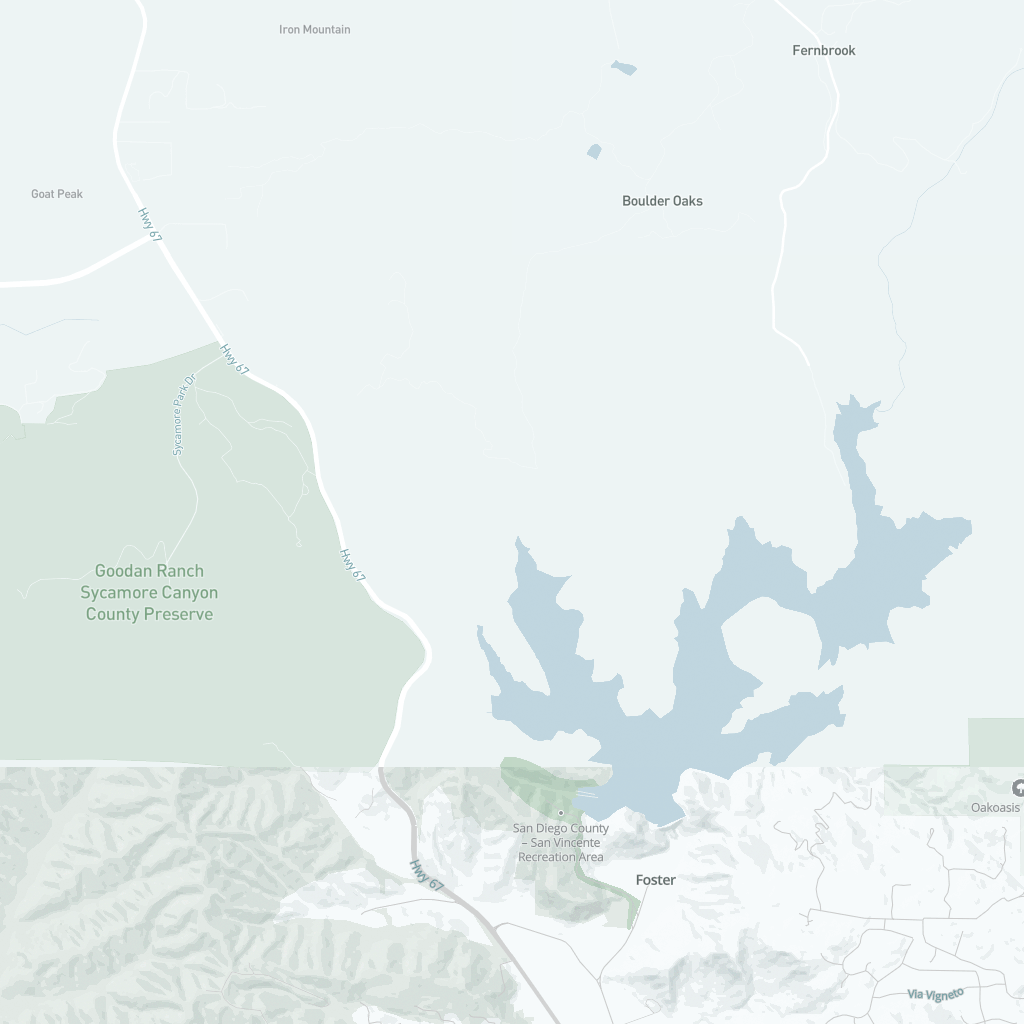 Iron Mountain
Fernbrook
Goat Peak
Boulder Oaks
Hwy 67
Hwy 67
Sycamore Park Dr
Hwy 67
Goodan Ranch
Sycamore Canyon
County Preserve
Oakoasis
San Diego County
– San Vincente
Recreation Area
Foster
Hwy 67
Via Vigneto